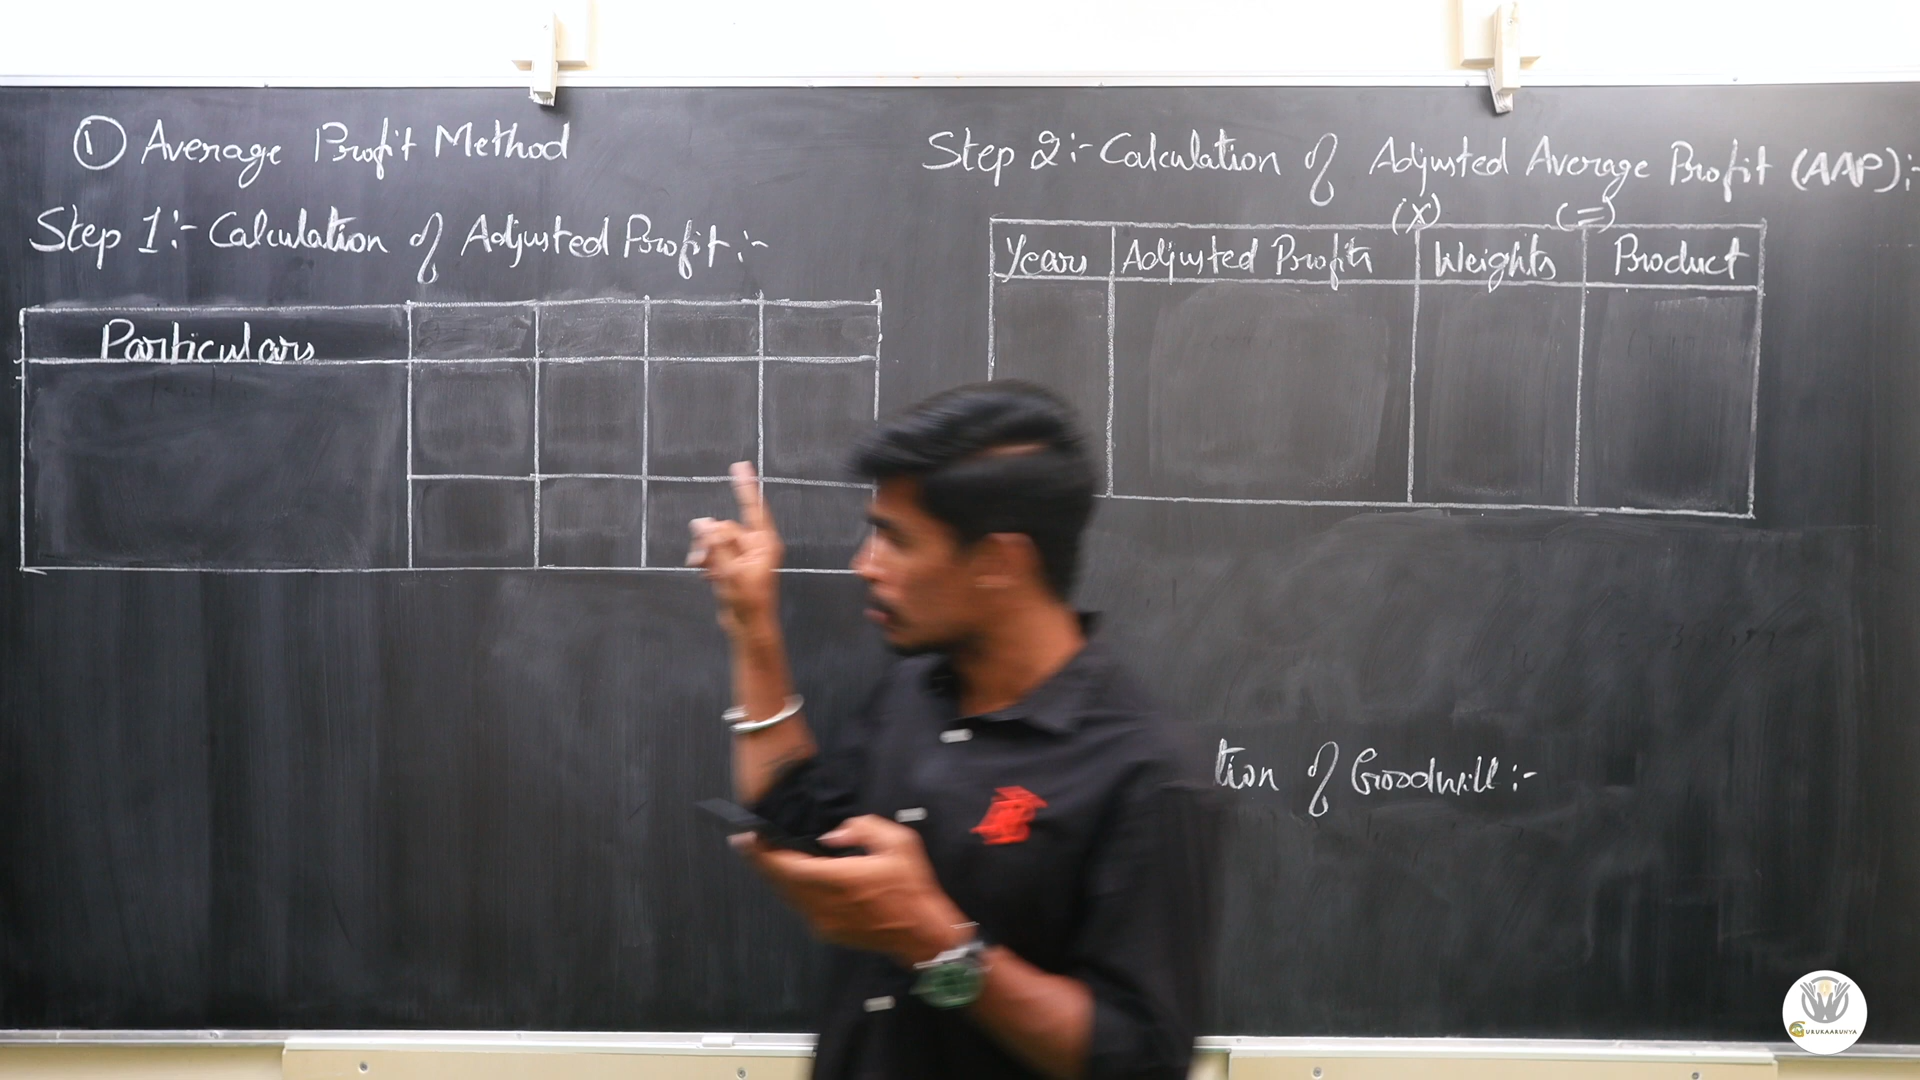 ① Average Profit Method
Step 1:- Calculation of Adjusted Profit:-
Particulars
Step 2:- Calculation of Adjusted Average Profit (AAP):-
(×) (=)
Years Adjusted Profits Weights Product
tion of Goodwill:-
GURUKAARUNYA